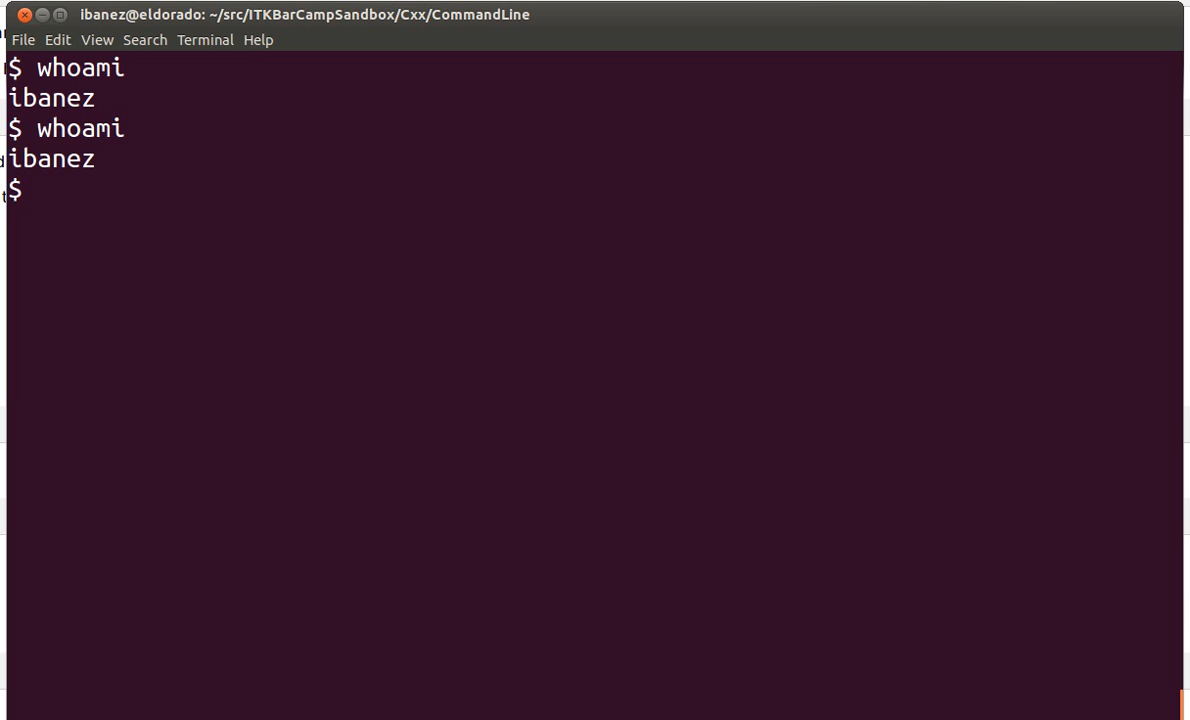 ibanez@eldorado: ~/src/ITKBarCampSandbox/Cxx/CommandLine
File Edit View Search Terminal Help
$ whoami
ibanez
$ whoami
ibanez
$